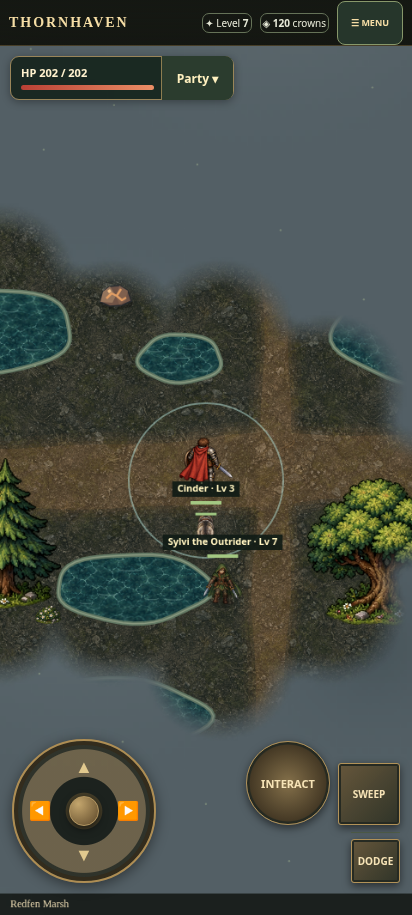 THORNHAVEN
✦ Level 7
◈ 120 crowns
☰ MENU
HP 202 / 202
Party ▾
Cinder · Lv 3
Sylvi the Outrider · Lv 7
INTERACT
SWEEP
DODGE
Redfen Marsh